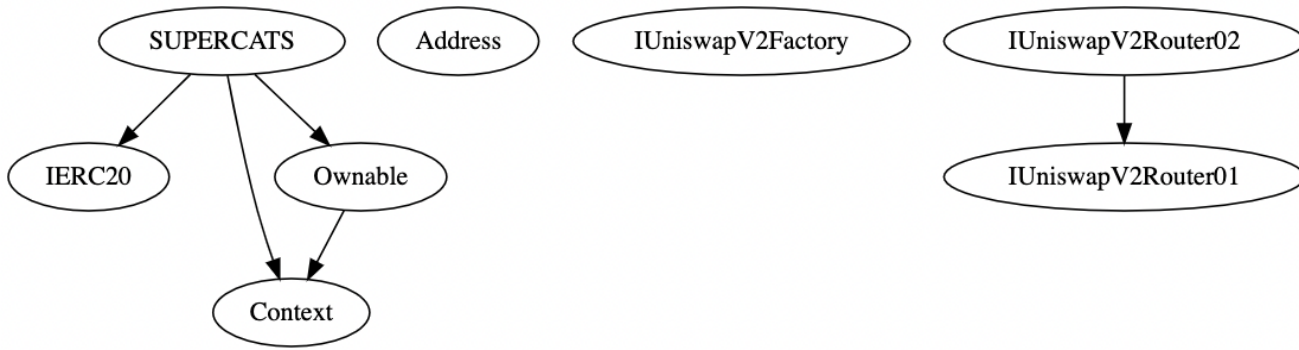 SUPERCATS
Address
IUniswapV2Factory
IUniswapV2Router02
IERC20
Ownable
IUniswapV2Router01
Context